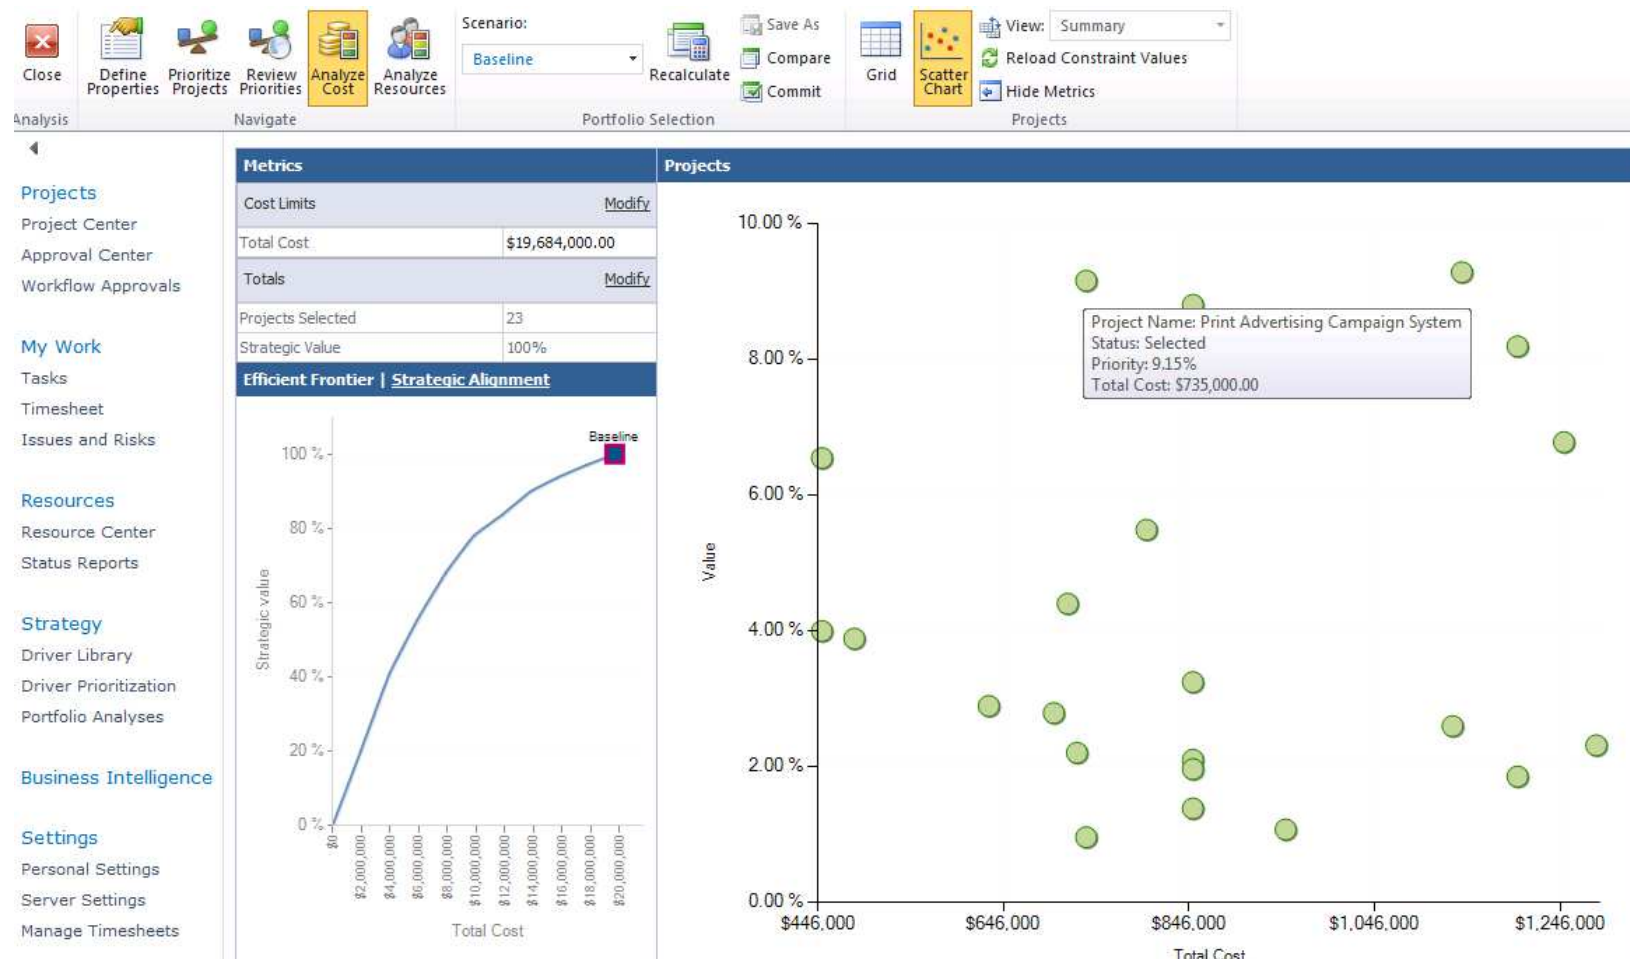 Close
Define Properties
Prioritize Projects
Review Priorities
Analyze Cost
Analyze Resources
Scenario:
Baseline
Recalculate
Save As
Compare
Commit
Grid
Scatter Chart
View: Summary
Reload Constraint Values
Hide Metrics
Analysis
Navigate
Portfolio Selection
Projects
Projects
Project Center
Approval Center
Workflow Approvals
My Work
Tasks
Timesheet
Issues and Risks
Resources
Resource Center
Status Reports
Strategy
Driver Library
Driver Prioritization
Portfolio Analyses
Business Intelligence
Settings
Personal Settings
Server Settings
Manage Timesheets
Metrics
Cost Limits Modify
Total Cost $19,684,000.00
Totals Modify
Projects Selected 23
Strategic Value 100%
Efficient Frontier | Strategic Alignment
Baseline
100 %
80 %
60 %
40 %
20 %
0 %
Strategic value
$0
$2,000,000
$4,000,000
$6,000,000
$8,000,000
$10,000,000
$12,000,000
$14,000,000
$16,000,000
$18,000,000
$20,000,000
Total Cost
Projects
10.00 %
8.00 %
6.00 %
4.00 %
2.00 %
0.00 %
Value
Project Name: Print Advertising Campaign System
Status: Selected
Priority: 9.15%
Total Cost: $735,000.00
$446,000
$646,000
$846,000
$1,046,000
$1,246,000
Total Cost